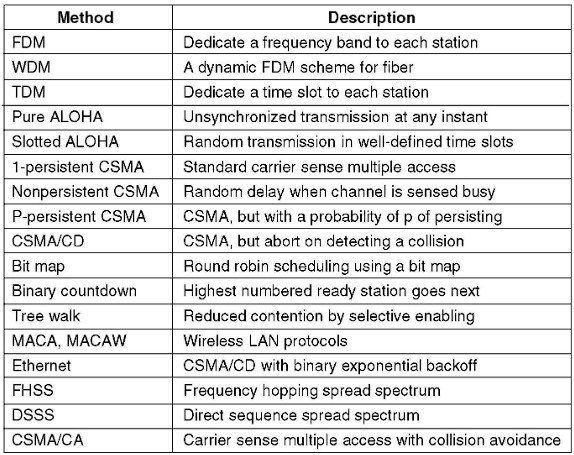 Method Description
FDM Dedicate a frequency band to each station
WDM A dynamic FDM scheme for fiber
TDM Dedicate a time slot to each station
Pure ALOHA Unsynchronized transmission at any instant
Slotted ALOHA Random transmission in well-defined time slots
1-persistent CSMA Standard carrier sense multiple access
Nonpersistent CSMA Random delay when channel is sensed busy
P-persistent CSMA CSMA, but with a probability of p of persisting
CSMA/CD CSMA, but abort on detecting a collision
Bit map Round robin scheduling using a bit map
Binary countdown Highest numbered ready station goes next
Tree walk Reduced contention by selective enabling
MACA, MACAW Wireless LAN protocols
Ethernet CSMA/CD with binary exponential backoff
FHSS Frequency hopping spread spectrum
DSSS Direct sequence spread spectrum
CSMA/CA Carrier sense multiple access with collision avoidance